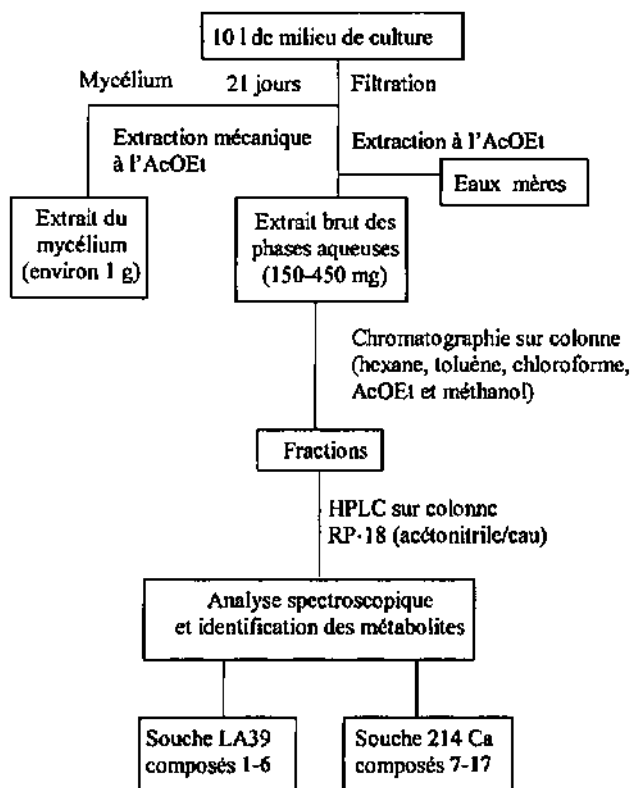 10 l de milieu de culture
Mycélium 21 jours Filtration
Extraction mécanique
à l'AcOEt
Extraction à l'AcOEt
Eaux mères
Extrait du
mycélium
(environ 1 g)
Extrait brut des
phases aqueuses
(150–450 mg)
Chromatographie sur colonne
(hexane, toluène, chloroforme,
AcOEt et méthanol)
Fractions
HPLC sur colonne
RP-18 (acétonitrile/eau)
Analyse spectroscopique
et identification des métabolites
Souche LA39
composés 1-6
Souche 214 Ca
composés 7-17